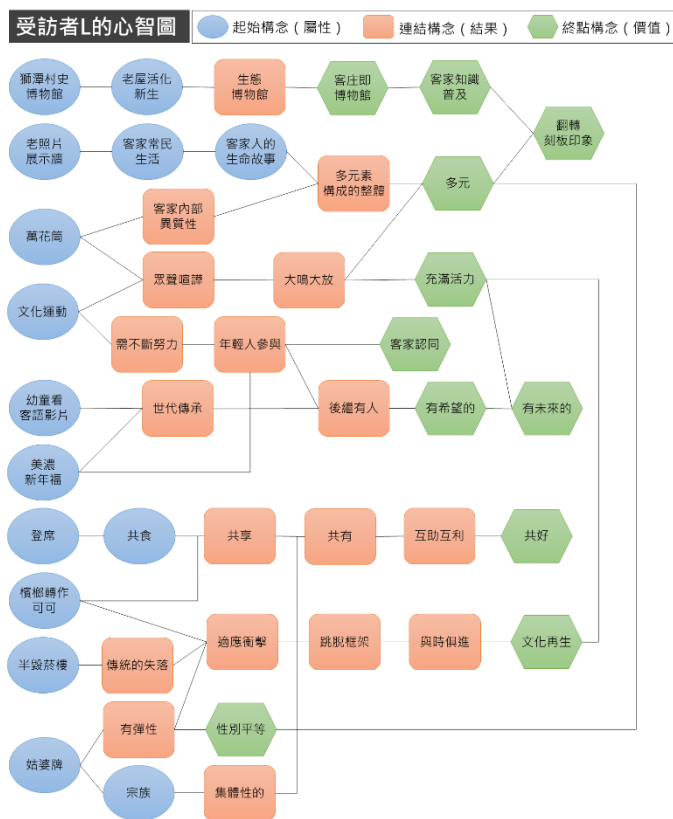 受訪者L的心智圖
起始構念（屬性）
連結構念（結果）
終點構念（價值）
獅潭村史
博物館
老屋活化
新生
生態
博物館
客庄即
博物館
客家知識
普及
翻轉
刻板印象
老照片
展示牆
客家常民
生活
客家人的
生命故事
多元素
構成的整體
多元
客家內部
異質性
萬花筒
眾聲喧譁
大鳴大放
充滿活力
文化運動
需不斷努力
年輕人參與
客家認同
幼童看
客語影片
世代傳承
後繼有人
有希望的
有未來的
美濃
新年福
登席
共食
共享
共有
互助互利
共好
檳榔轉作
可可
適應衝擊
跳脫框架
與時俱進
文化再生
半毀菸樓
傳統的失落
有彈性
性別平等
姑婆牌
宗族
集體性的